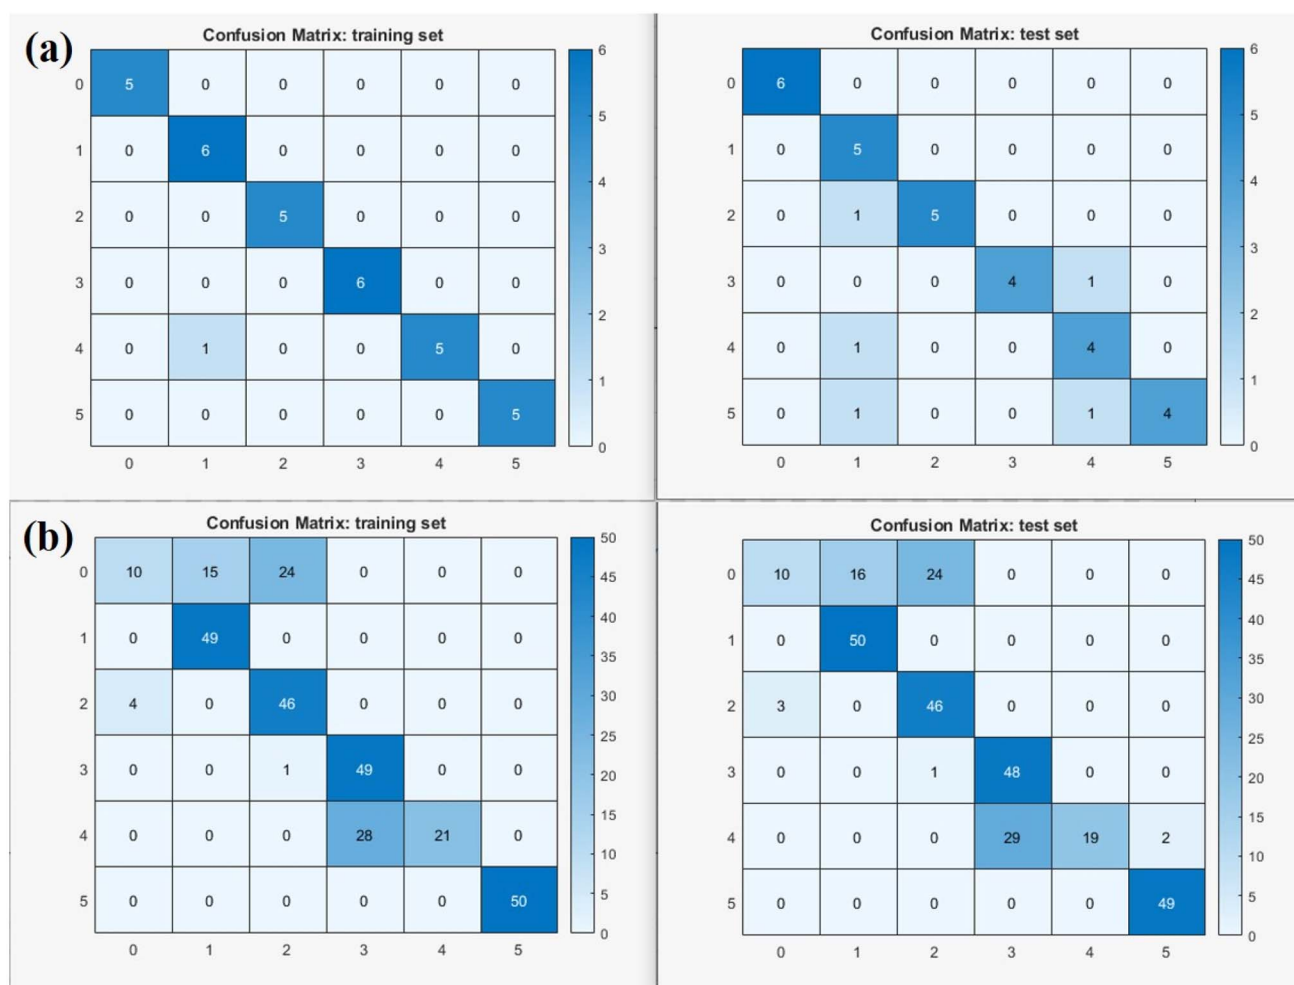 (a)
Confusion Matrix: training set
0 5 0 0 0 0 0
1 0 6 0 0 0 0
2 0 0 5 0 0 0
3 0 0 0 6 0 0
4 0 1 0 0 5 0
5 0 0 0 0 0 5
0 1 2 3 4 5
6
5
4
3
2
1
0
Confusion Matrix: test set
0 6 0 0 0 0 0
1 0 5 0 0 0 0
2 0 1 5 0 0 0
3 0 0 0 4 1 0
4 0 1 0 0 4 0
5 0 1 0 0 1 4
0 1 2 3 4 5
6
5
4
3
2
1
0
(b)
Confusion Matrix: training set
0 10 15 24 0 0 0
1 0 49 0 0 0 0
2 4 0 46 0 0 0
3 0 0 1 49 0 0
4 0 0 0 28 21 0
5 0 0 0 0 0 50
0 1 2 3 4 5
50
45
40
35
30
25
20
15
10
5
0
Confusion Matrix: test set
0 10 16 24 0 0 0
1 0 50 0 0 0 0
2 3 0 46 0 0 0
3 0 0 1 48 0 0
4 0 0 0 29 19 2
5 0 0 0 0 0 49
0 1 2 3 4 5
50
45
40
35
30
25
20
15
10
5
0